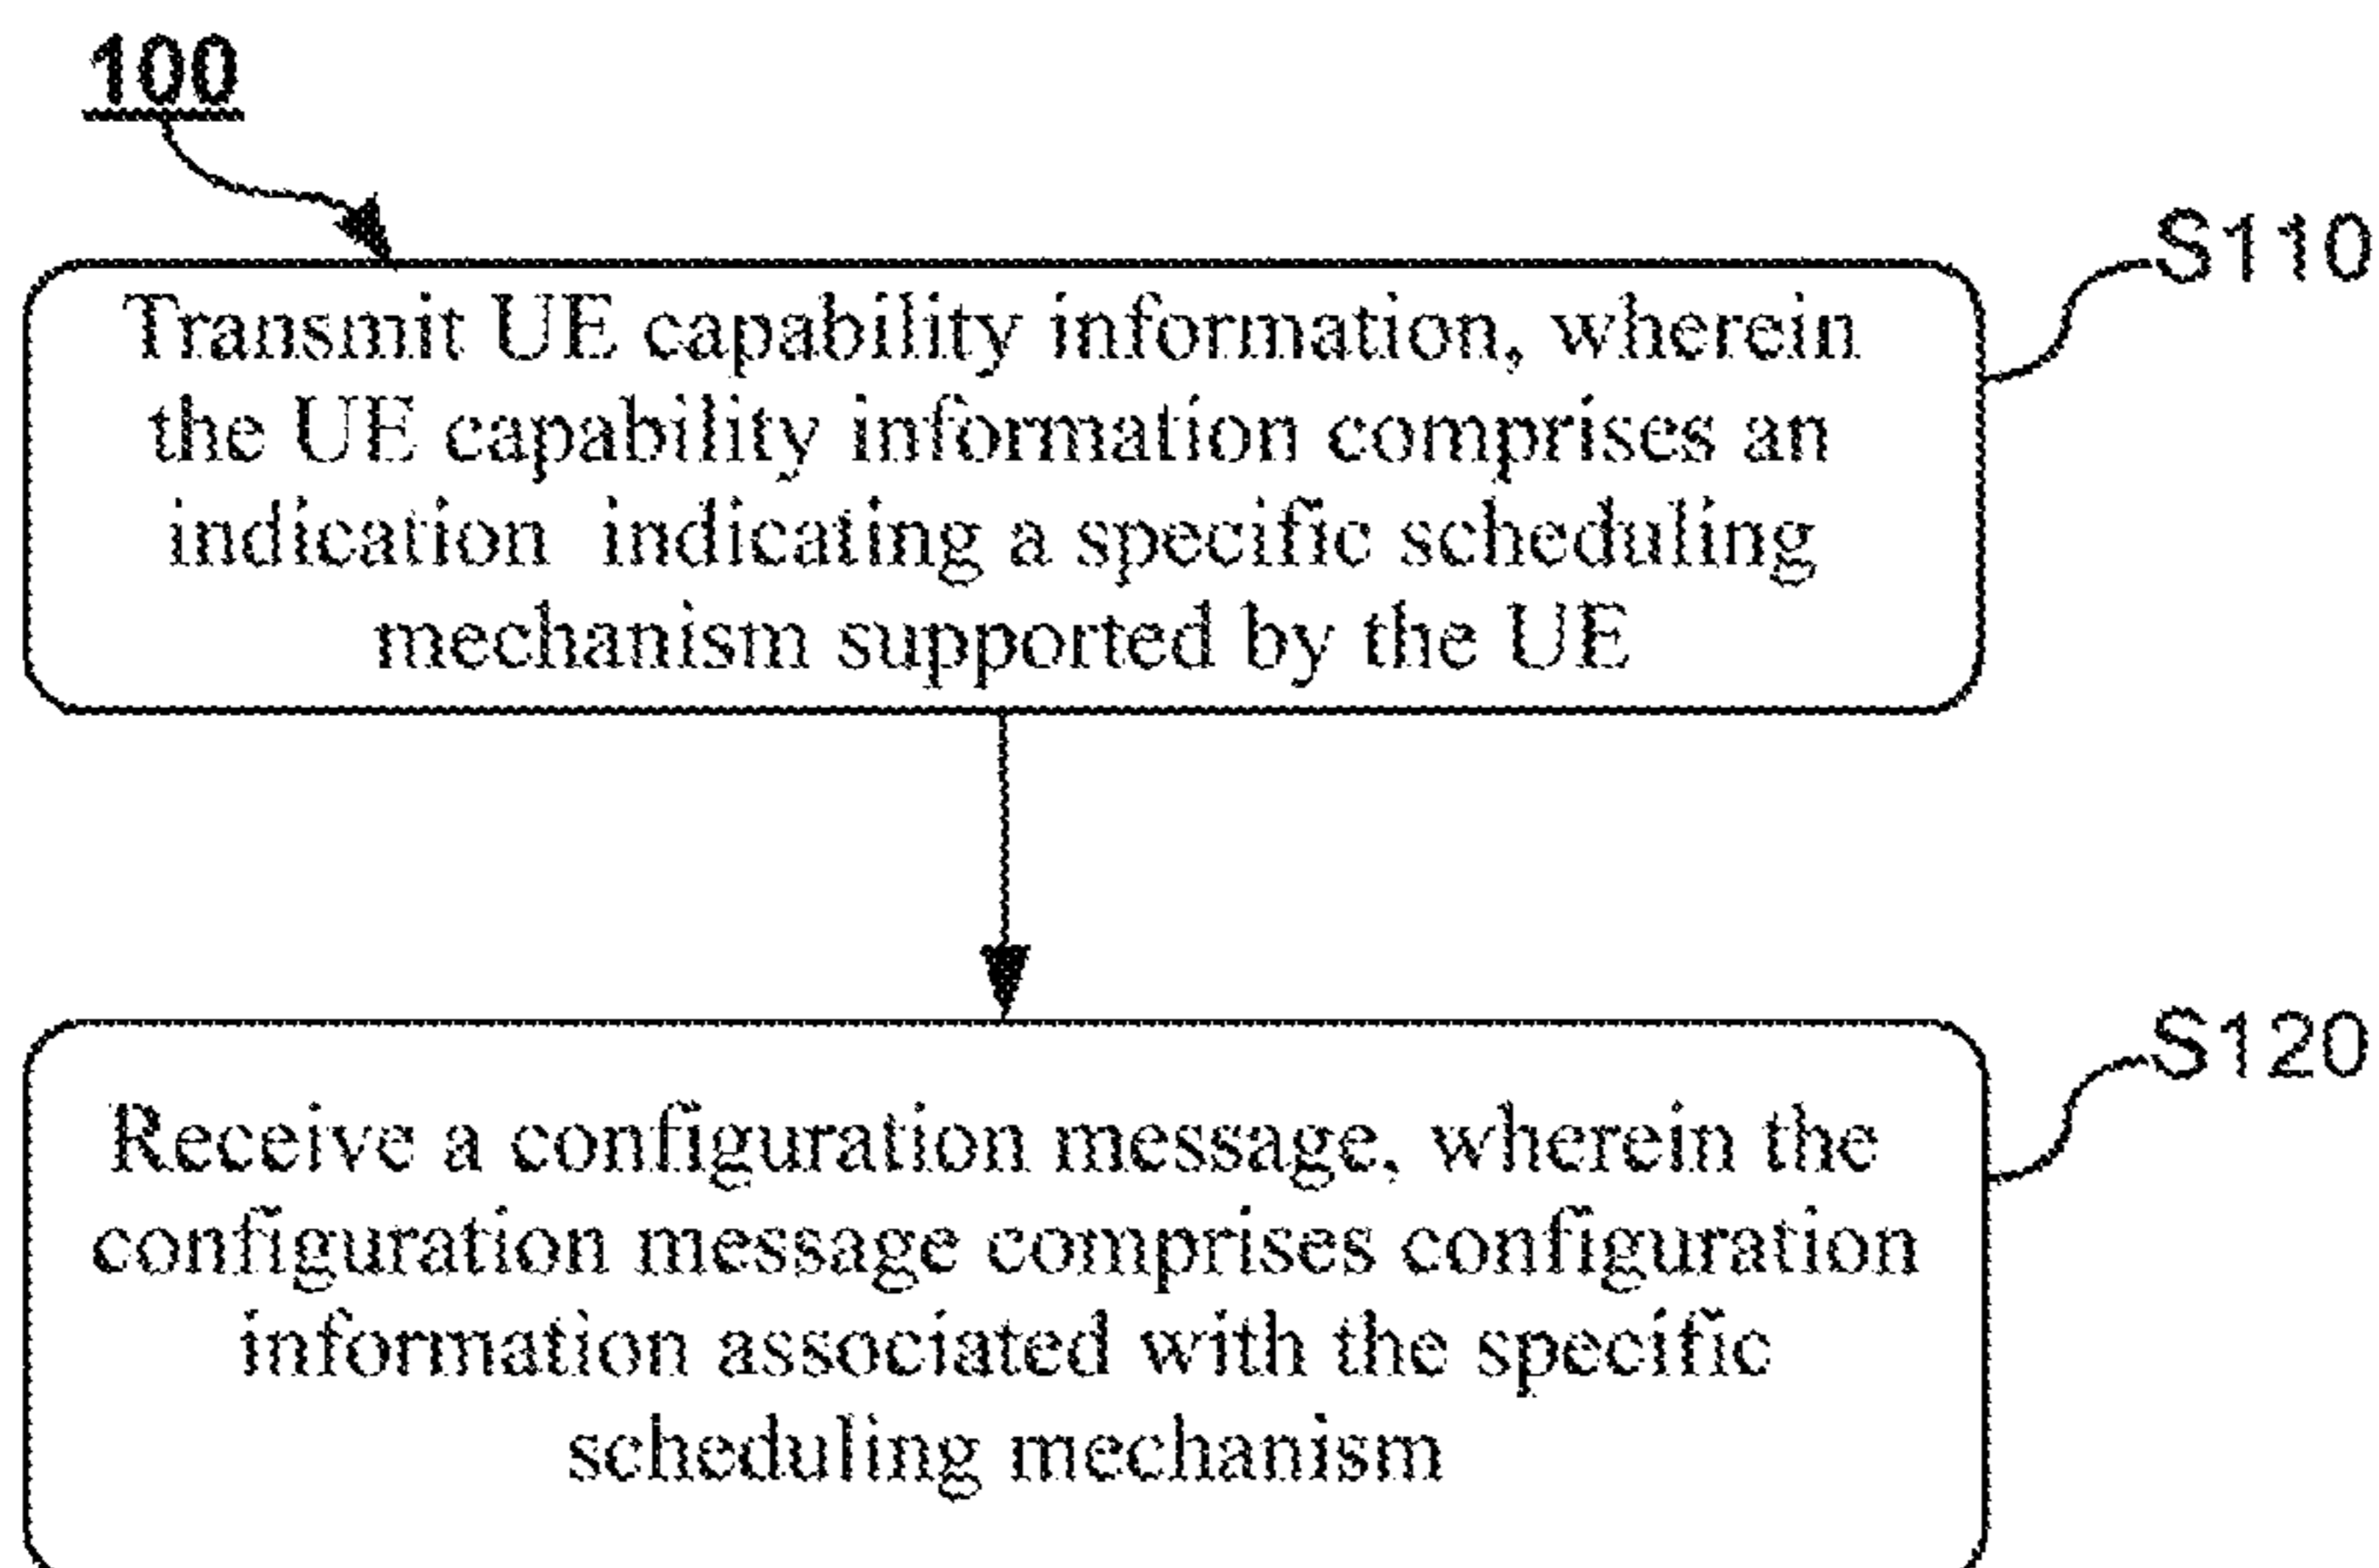 100
S110
Transmit UE capability information, wherein
the UE capability information comprises an
indication indicating a specific scheduling
mechanism supported by the UE
S120
Receive a configuration message, wherein the
configuration message comprises configuration
information associated with the specific
scheduling mechanism